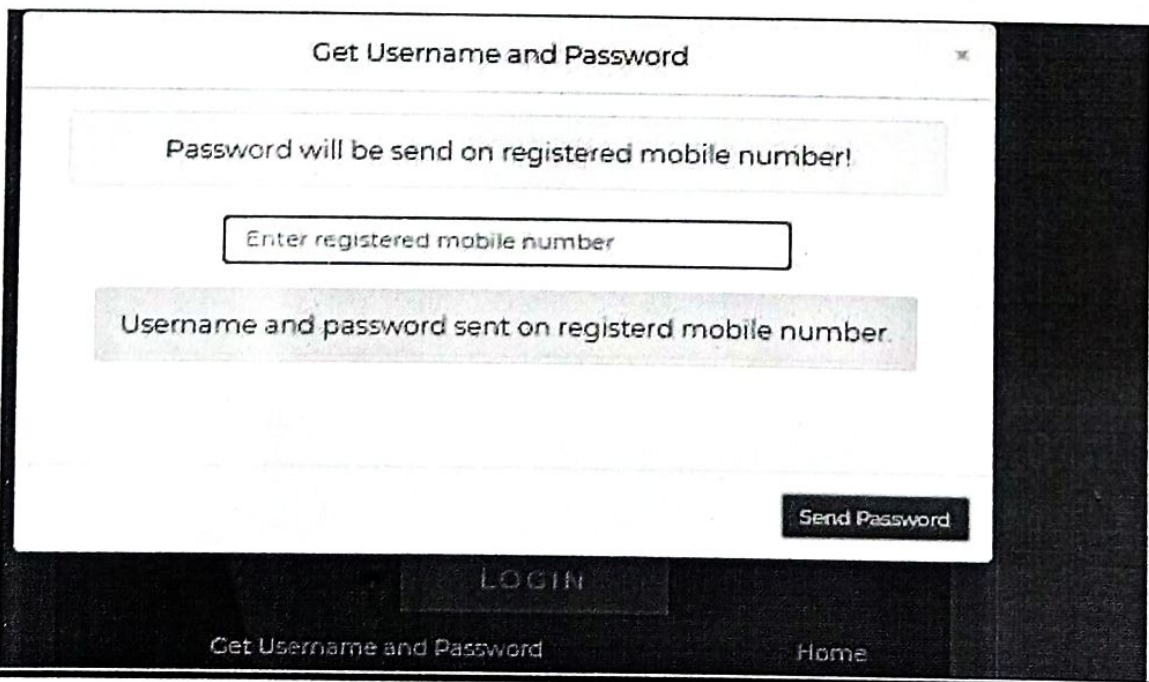 Get Username and Password ×
Password will be send on registered mobile number!
Enter registered mobile number
Username and password sent on registerd mobile number.
Send Password
LOGIN
Get Username and Password Home